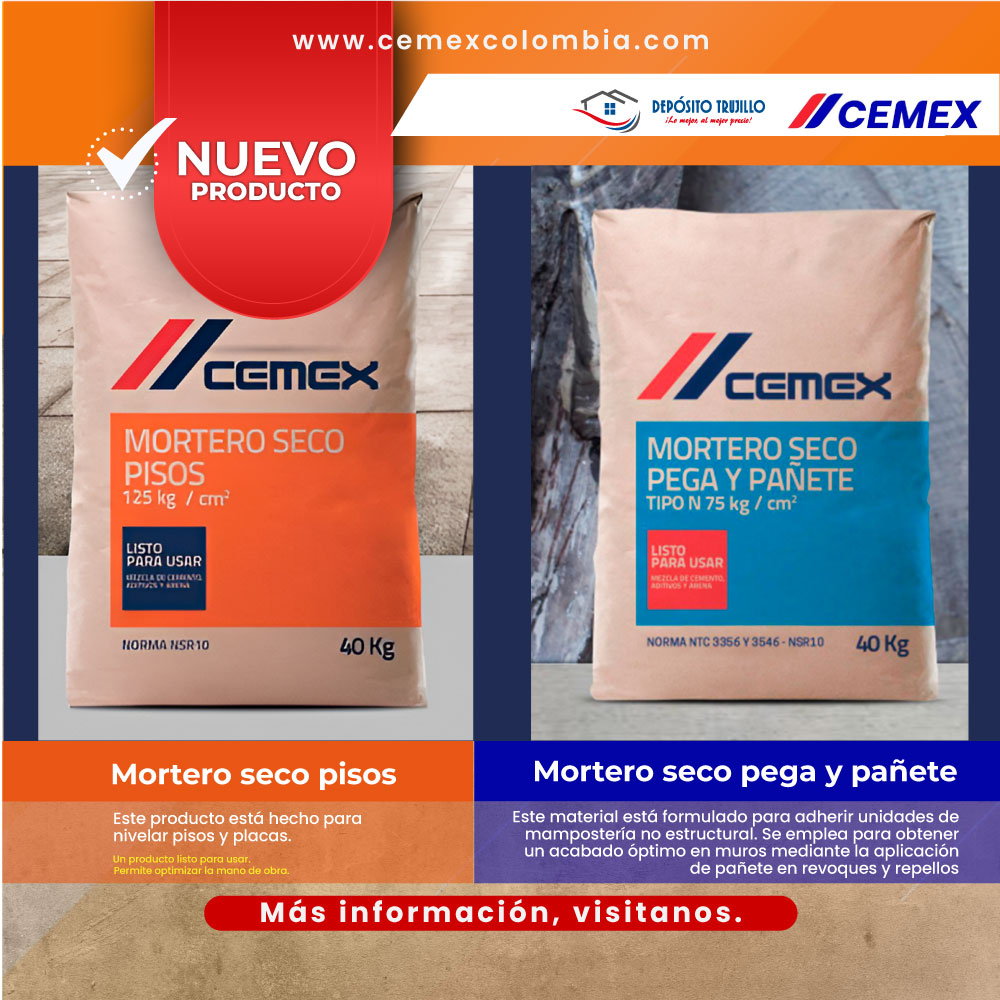 www.cemexcolombia.com
DEPÓSITO TRUJILLO
¡Lo mejor, al mejor precio!
CEMEX
NUEVO
PRODUCTO
CEMEX
MORTERO SECO
PISOS
125 kg / cm²
LISTO
PARA USAR
MEZCLA DE CEMENTO,
ADITIVOS Y ARENA
NORMA NSR10
40 Kg
CEMEX
MORTERO SECO
PEGA Y PAÑETE
TIPO N 75 kg / cm²
LISTO
PARA USAR
MEZCLA DE CEMENTO,
ADITIVOS Y ARENA
NORMA NTC 3356 Y 3546 - NSR10
40 Kg
Mortero seco pisos
Este producto está hecho para
nivelar pisos y placas.
Un producto listo para usar.
Permite optimizar la mano de obra.
Mortero seco pega y pañete
Este material está formulado para adherir unidades de
mampostería no estructural. Se emplea para obtener
un acabado óptimo en muros mediante la aplicación
de pañete en revoques y repellos
Más información, visitanos.